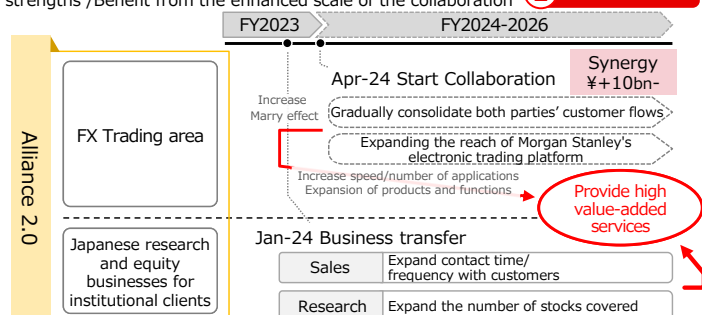 strengths /Benefit from the enhanced scale of the collaboration
FY2023
FY2024-2026
Alliance 2.0
FX Trading area
Apr-24 Start Collaboration
Synergy
¥+10bn-
Increase
Marry effect
Gradually consolidate both parties' customer flows
Expanding the reach of Morgan Stanley's
electronic trading platform
Increase speed/number of applications
Expansion of products and functions
Provide high
value-added
services
Japanese research
and equity
businesses for
institutional clients
Jan-24 Business transfer
Sales
Expand contact time/
frequency with customers
Research
Expand the number of stocks covered